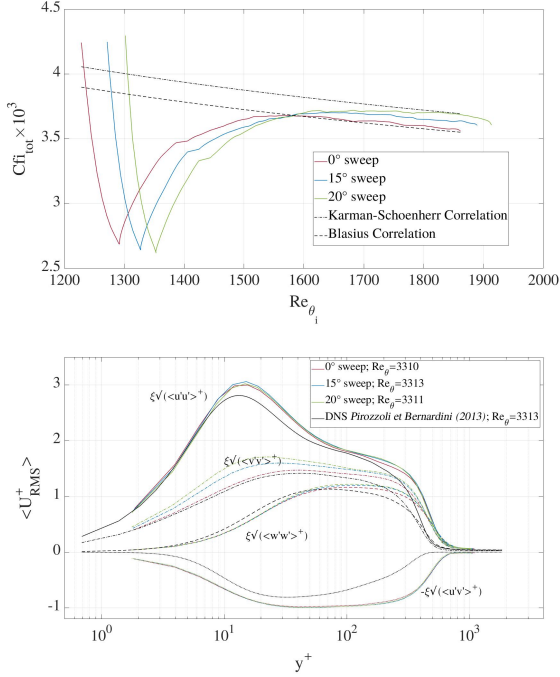 4.5
4
3.5
3
2.5
Cfi_tot × 10^3
1200 1300 1400 1500 1600 1700 1800 1900 2000
Re_θ_i
0° sweep
15° sweep
20° sweep
Karman-Schoenherr Correlation
Blasius Correlation
3
2
1
0
-1
<U^+_RMS>
10^0 10^1 10^2 10^3
y^+
0° sweep; Re_θ=3310
15° sweep; Re_θ=3313
20° sweep; Re_θ=3311
DNS Pirozzoli et Bernardini (2013); Re_θ=3313
ξ√(<u'u'>^+)
ξ√(<v'v'>^+)
ξ√(<w'w'>^+)
-ξ√(<u'v'>^+)